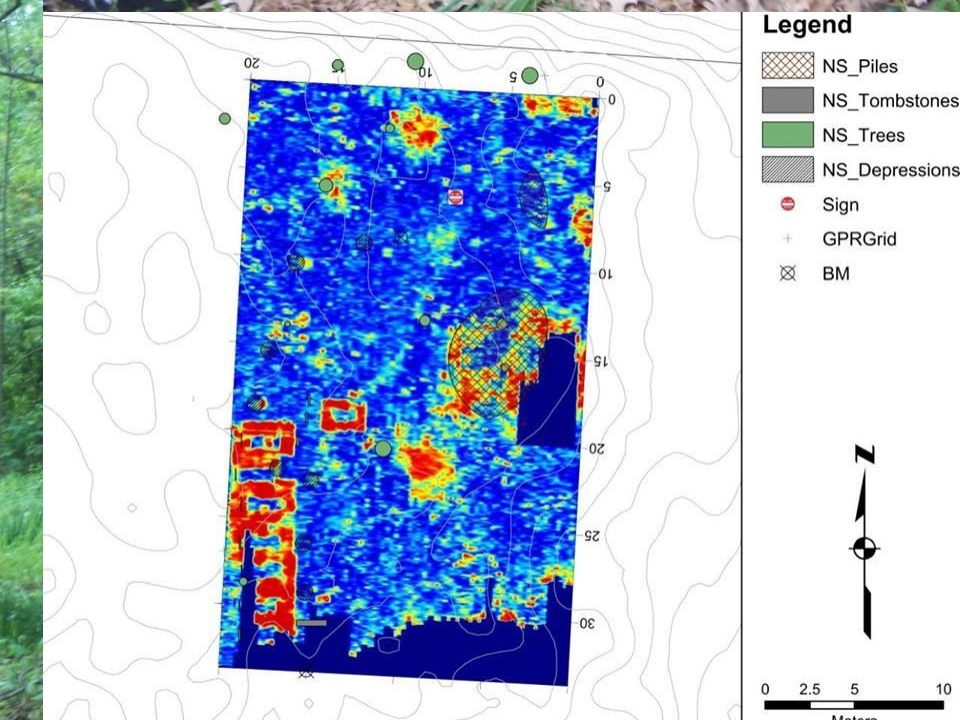 Legend
NS_Piles
NS_Tombstones
NS_Trees
NS_Depressions
Sign
GPRGrid
BM
20
15
10
5
0
0
5
10
15
20
25
30
N
0 2.5 5 10
Meters